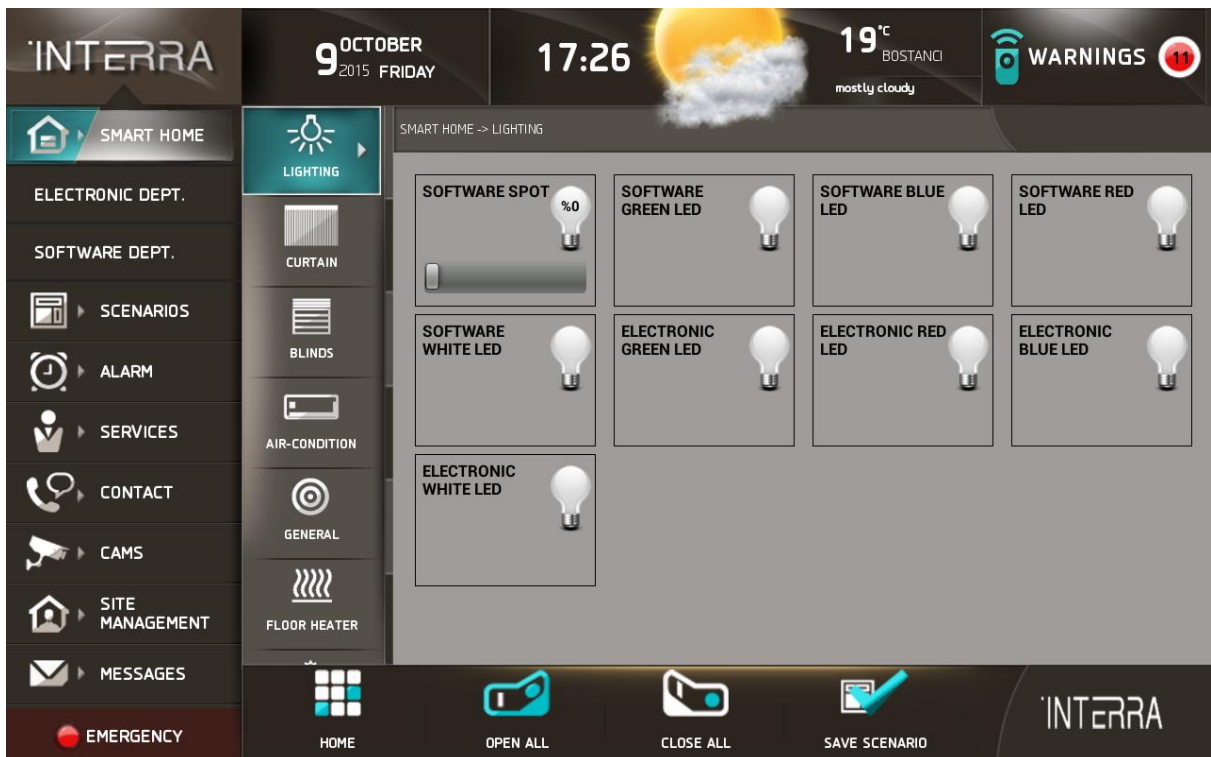 INTERRA
9 OCTOBER
2015 FRIDAY
17:26
19°C
BOSTANCI
mostly cloudy
WARNINGS 11
SMART HOME
ELECTRONIC DEPT.
SOFTWARE DEPT.
SCENARIOS
ALARM
SERVICES
CONTACT
CAMS
SITE
MANAGEMENT
MESSAGES
EMERGENCY
LIGHTING
CURTAIN
BLINDS
AIR-CONDITION
GENERAL
FLOOR HEATER
SMART HOME -> LIGHTING
SOFTWARE SPOT
%0
SOFTWARE
GREEN LED
SOFTWARE BLUE
LED
SOFTWARE RED
LED
SOFTWARE
WHITE LED
ELECTRONIC
GREEN LED
ELECTRONIC RED
LED
ELECTRONIC
BLUE LED
ELECTRONIC
WHITE LED
HOME
OPEN ALL
CLOSE ALL
SAVE SCENARIO
INTERRA